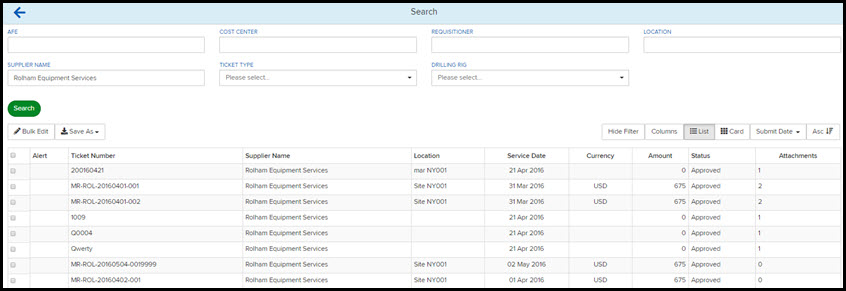 Search
AFE COST CENTER REQUISITIONER LOCATION
SUPPLIER NAME TICKET TYPE DRILLING RIG
Rolham Equipment Services Please select... Please select...
Search
Bulk Edit Save As Hide Filter Columns List Card Submit Date Asc
Alert Ticket Number Supplier Name Location Service Date Currency Amount Status Attachments
200160421 Rolham Equipment Services mar NY001 21 Apr 2016 0 Approved 1
MR-ROL-20160401-001 Rolham Equipment Services Site NY001 31 Mar 2016 USD 675 Approved 2
MR-ROL-20160401-002 Rolham Equipment Services Site NY001 31 Mar 2016 USD 675 Approved 2
1009 Rolham Equipment Services 21 Apr 2016 0 Approved 1
Q0004 Rolham Equipment Services 21 Apr 2016 0 Approved 1
Qwerty Rolham Equipment Services 21 Apr 2016 0 Approved 1
MR-ROL-20160504-0019999 Rolham Equipment Services Site NY001 02 May 2016 USD 675 Approved 0
MR-ROL-20160402-001 Rolham Equipment Services Site NY001 01 Apr 2016 USD 675 Approved 0